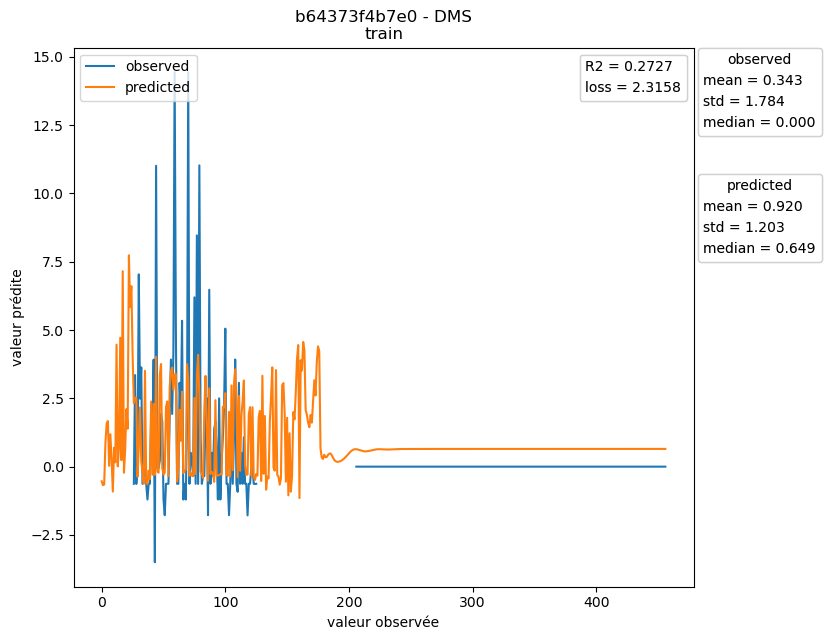 b64373f4b7e0 - DMS
train
observed
predicted
R2 = 0.2727
loss = 2.3158
observed
mean = 0.343
std = 1.784
median = 0.000
predicted
mean = 0.920
std = 1.203
median = 0.649
valeur prédite
15.0
12.5
10.0
7.5
5.0
2.5
0.0
−2.5
0
100
200
300
400
valeur observée